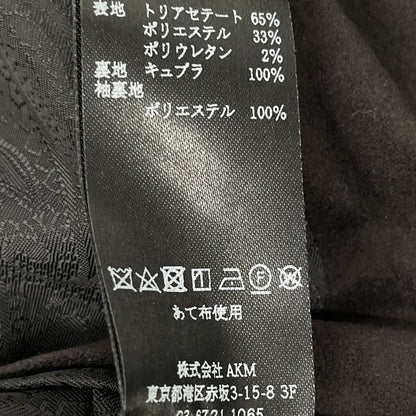 表地 トリアセテート 65%
ポリエステル 33%
ポリウレタン 2%
裏地 キュプラ 100%
袖裏地
ポリエステル 100%
あて布使用
株式会社 AKM
東京都港区赤坂3-15-8 3F
03-6721-1065